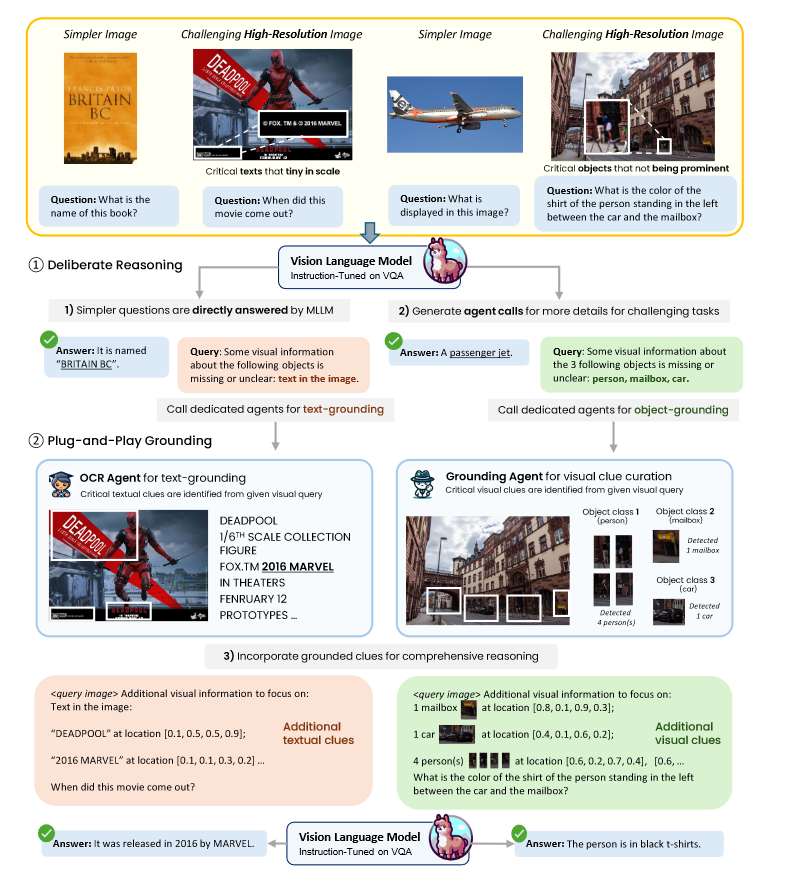 Simpler Image
Challenging High-Resolution Image
Simpler Image
Challenging High-Resolution Image
FRANCIS PRYOR
BRITAIN
BC
DEADPOOL
© FOX, TM & © 2016 MARVEL
Critical texts that tiny in scale
Critical objects that not being prominent
Question: What is the
name of this book?
Question: When did this
movie come out?
Question: What is
displayed in this image?
Question: What is the color of the
shirt of the person standing in the left
between the car and the mailbox?
Vision Language Model
Instruction-Tuned on VQA
① Deliberate Reasoning
1) Simpler questions are directly answered by MLLM
2) Generate agent calls for more details for challenging tasks
Answer: It is named
“BRITAIN BC”.
Query: Some visual information
about the following objects is
missing or unclear: text in the image.
Answer: A passenger jet.
Query: Some visual information about
the 3 following objects is missing or
unclear: person, mailbox, car.
Call dedicated agents for text-grounding
Call dedicated agents for object-grounding
② Plug-and-Play Grounding
OCR Agent for text-grounding
Critical textual clues are identified from given visual query
DEADPOOL
DEADPOOL
1/6TH SCALE COLLECTION
FIGURE
FOX.TM 2016 MARVEL
IN THEATERS
FENRUARY 12
PROTOTYPES ...
Grounding Agent for visual clue curation
Critical visual clues are identified from given visual query
Object class 1
(person)
Detected
4 person(s)
Object class 2
(mailbox)
Detected
1 mailbox
Object class 3
(car)
Detected
1 car
3) Incorporate grounded clues for comprehensive reasoning
<query image> Additional visual information to focus on:
Text in the image:
“DEADPOOL” at location [0.1, 0.5, 0.5, 0.9];
“2016 MARVEL” at location [0.1, 0.1, 0.3, 0.2] ...
When did this movie come out?
Additional
textual clues
<query image> Additional visual information to focus on:
1 mailbox at location [0.8, 0.1, 0.9, 0.3];
1 car at location [0.4, 0.1, 0.6, 0.2];
4 person(s) at location [0.6, 0.2, 0.7, 0.4], [0.6, ...
What is the color of the shirt of the person standing in the left
between the car and the mailbox?
Additional
visual clues
Answer: It was released in 2016 by MARVEL.
Vision Language Model
Instruction-Tuned on VQA
Answer: The person is in black t-shirts.